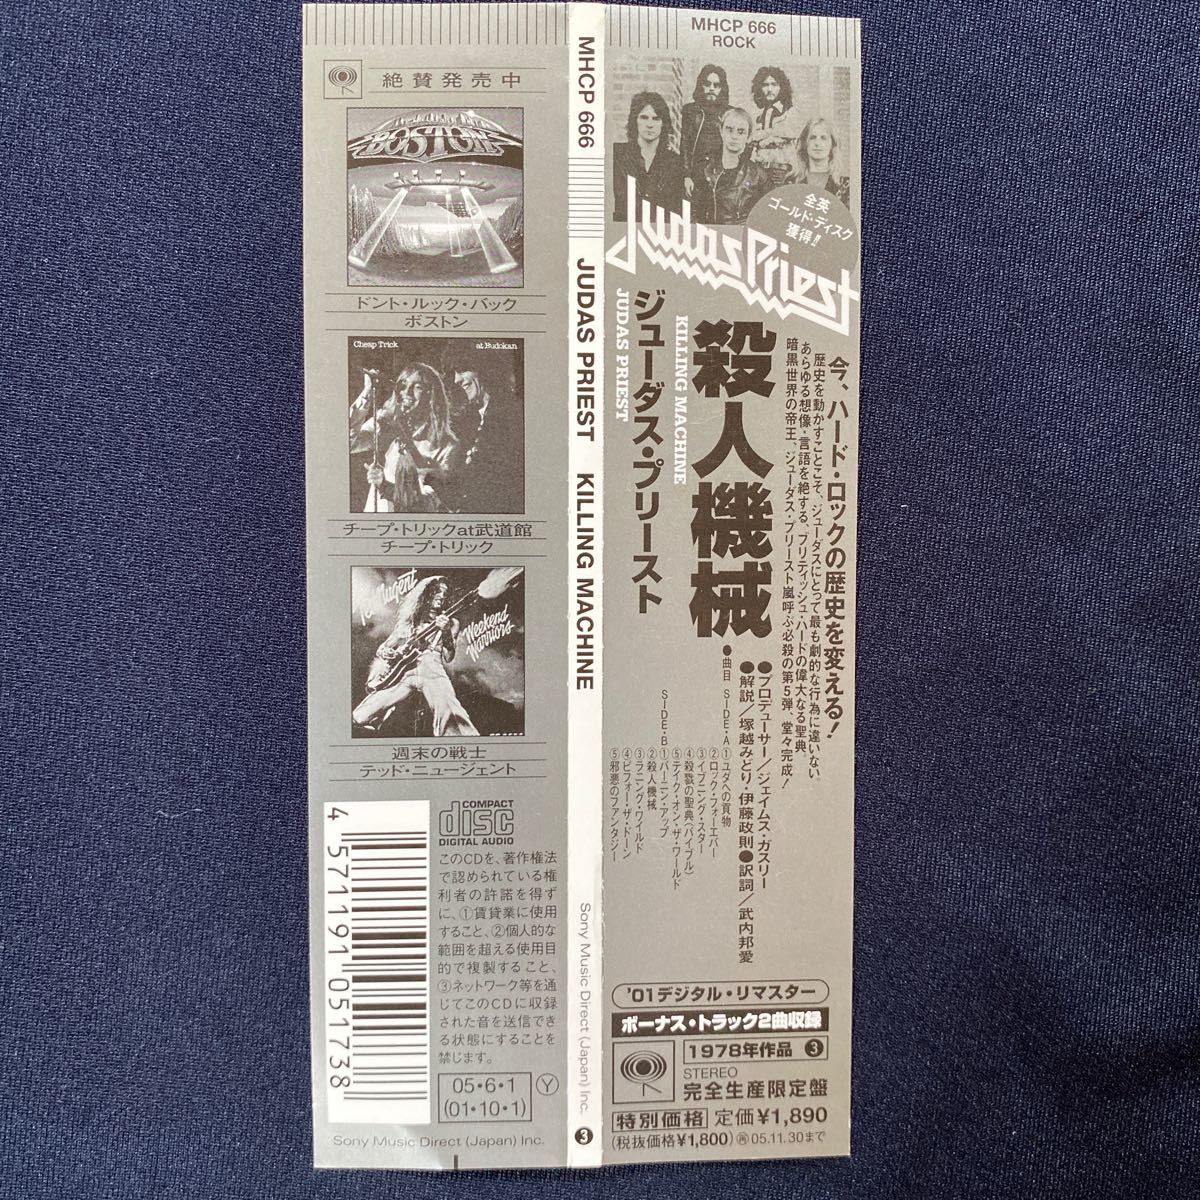 絶賛発売中
BOSTON
ドント・ルック・バック
ボストン
Cheap Trick
at Budokan
チープ・トリックat武道館
チープ・トリック
Nugent
Weekend
Warriors
週末の戦士
テッド・ニュージェント
COMPACT
disc
DIGITAL AUDIO
このCDを、著作権法
で認められている権
利者の許諾を得ず
に、①賃貸業に使用
すること、②個人的な
範囲を超える使用目
的で複製すること、
③ネットワーク等を通
じてこのCDに収録
された音を送信でき
る状態にすることを
禁じます。
4 571191 051738
05・6・1
(01・10・1)
Y
Sony Music Direct (Japan) Inc.
MHCP 666
JUDAS PRIEST KILLING MACHINE
Sony Music Direct (Japan) Inc.
3
MHCP 666
ROCK
全英
ゴールド・ディスク
獲得!!
Judas Priest
今、ハード・ロックの歴史を変える!
歴史を動かすことこそ、ジューダスにとって最も劇的な行為に違いない
あらゆる想像・言語を絶する、ブリティッシュ・ハードの偉大なる聖典。
暗黒世界の帝王、ジューダス・プリースト嵐呼ぶ必殺の第5弾、堂々完成!
殺人機械
KILLING MACHINE
ジューダス・プリースト
JUDAS PRIEST
●プロデューサー/ジェイムス・ガスリー
●解説/塚越みどり・伊藤政則●訳詞/武内邦愛
●曲目 SIDE・A ①ユダへの貢物
②ロック・フォーエバー
③イブニング・スター
④殺戮の聖典(バイブル)
⑤テイク・オン・ザ・ワールド
SIDE・B ①バーニン・アップ
②殺人機械
③ラニング・ワイルド
④ビフォー・ザ・ドーン
⑤邪悪のファンタジー
'01デジタル・リマスター
ボーナス・トラック2曲収録
1978年作品 3
STEREO
完全生産限定盤
特別価格 定価¥1,890
(税抜価格¥1,800) 再05.11.30まで